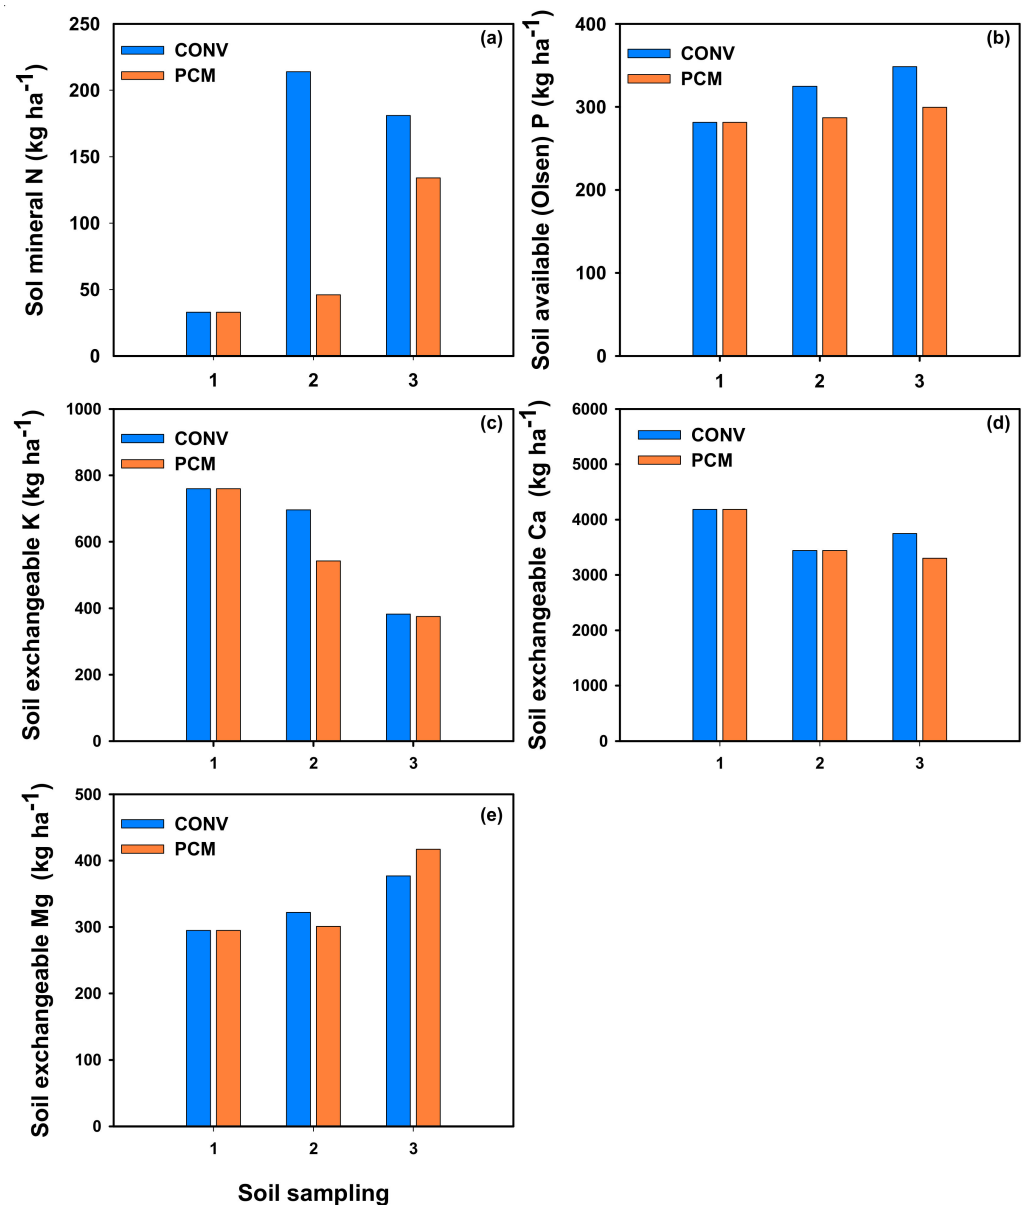 Sol mineral N (kg ha-1)
250
200
150
100
50
0
CONV
PCM
(a)
1 2 3
Soil available (Olsen) P (kg ha-1)
400
300
200
100
0
CONV
PCM
(b)
1 2 3
Soil exchangeable K (kg ha-1)
1000
800
600
400
200
0
CONV
PCM
(c)
1 2 3
Soil exchangeable Ca (kg ha-1)
6000
5000
4000
3000
2000
1000
0
CONV
PCM
(d)
1 2 3
Soil exchangeable Mg (kg ha-1)
500
400
300
200
100
0
CONV
PCM
(e)
1 2 3
Soil sampling